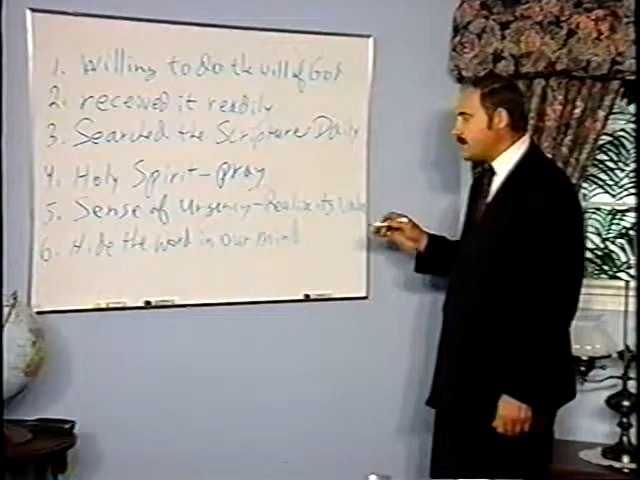 1. Willing to do the will of God
2. received it readily
3. Searched the Scriptures Daily
4. Holy Spirit - pray
5. Sense of Urgency - Realize its Value
6. Hide the word in our mind